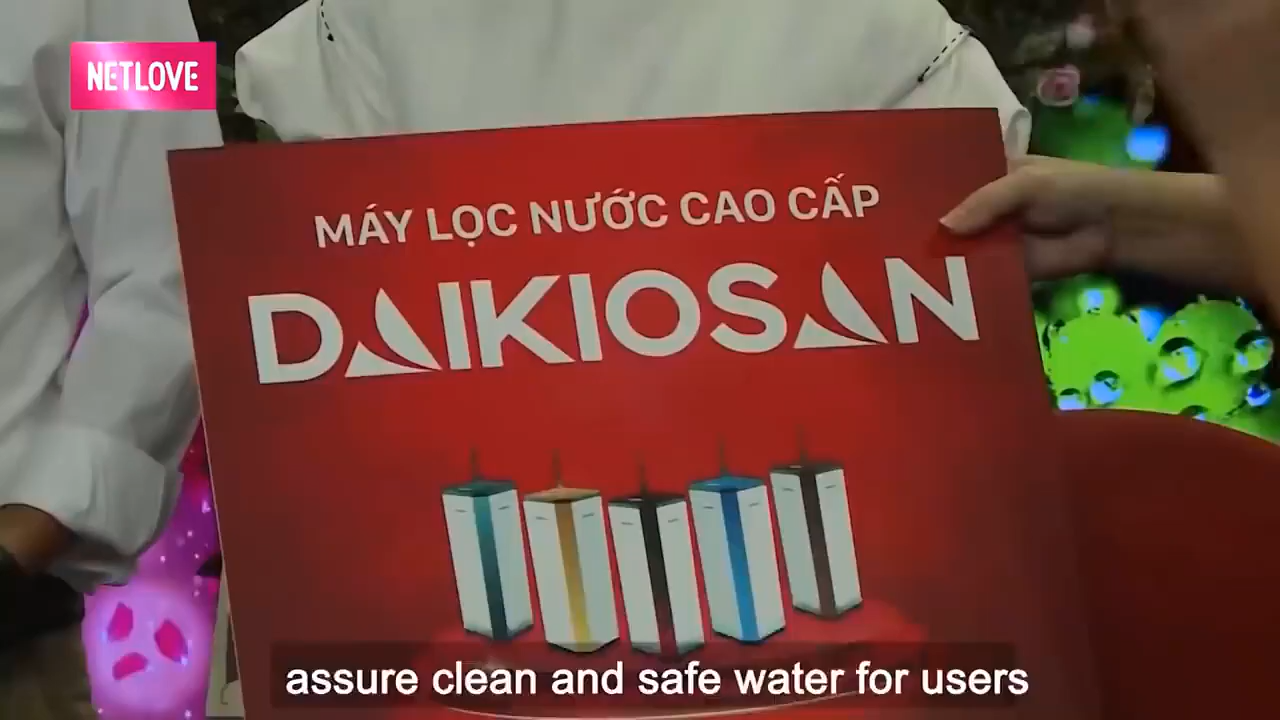 NETLOVE
MÁY LỌC NƯỚC CAO CẤP
DAIKIOSAN
assure clean and safe water for users